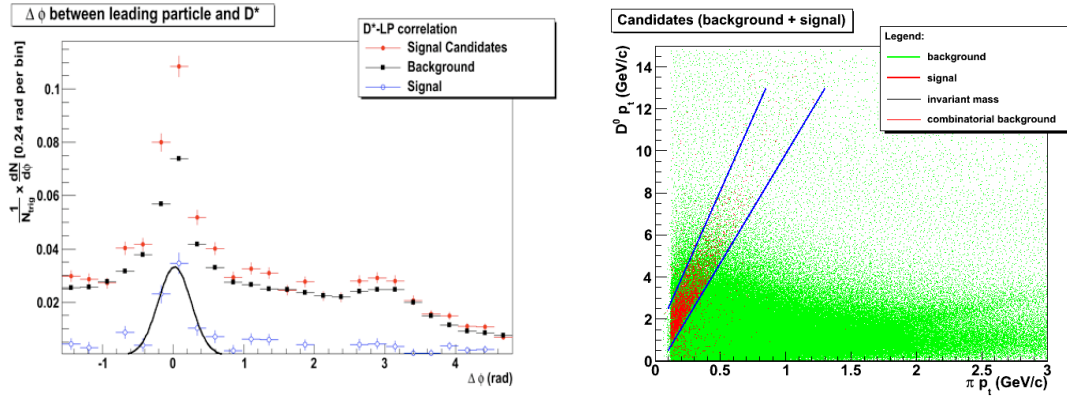 Δ ϕ between leading particle and D*
D*-LP correlation
Signal Candidates
Background
Signal
1/N_trig × dN/dϕ [0.24 rad per bin]
0.1
0.08
0.06
0.04
0.02
-1 0 1 2 3 4
Δ ϕ (rad)
Candidates (background + signal)
Legend:
background
signal
invariant mass
combinatorial background
D⁰ p_t (GeV/c)
14
12
10
8
6
4
2
0
0 0.5 1 1.5 2 2.5 3
π p_t (GeV/c)